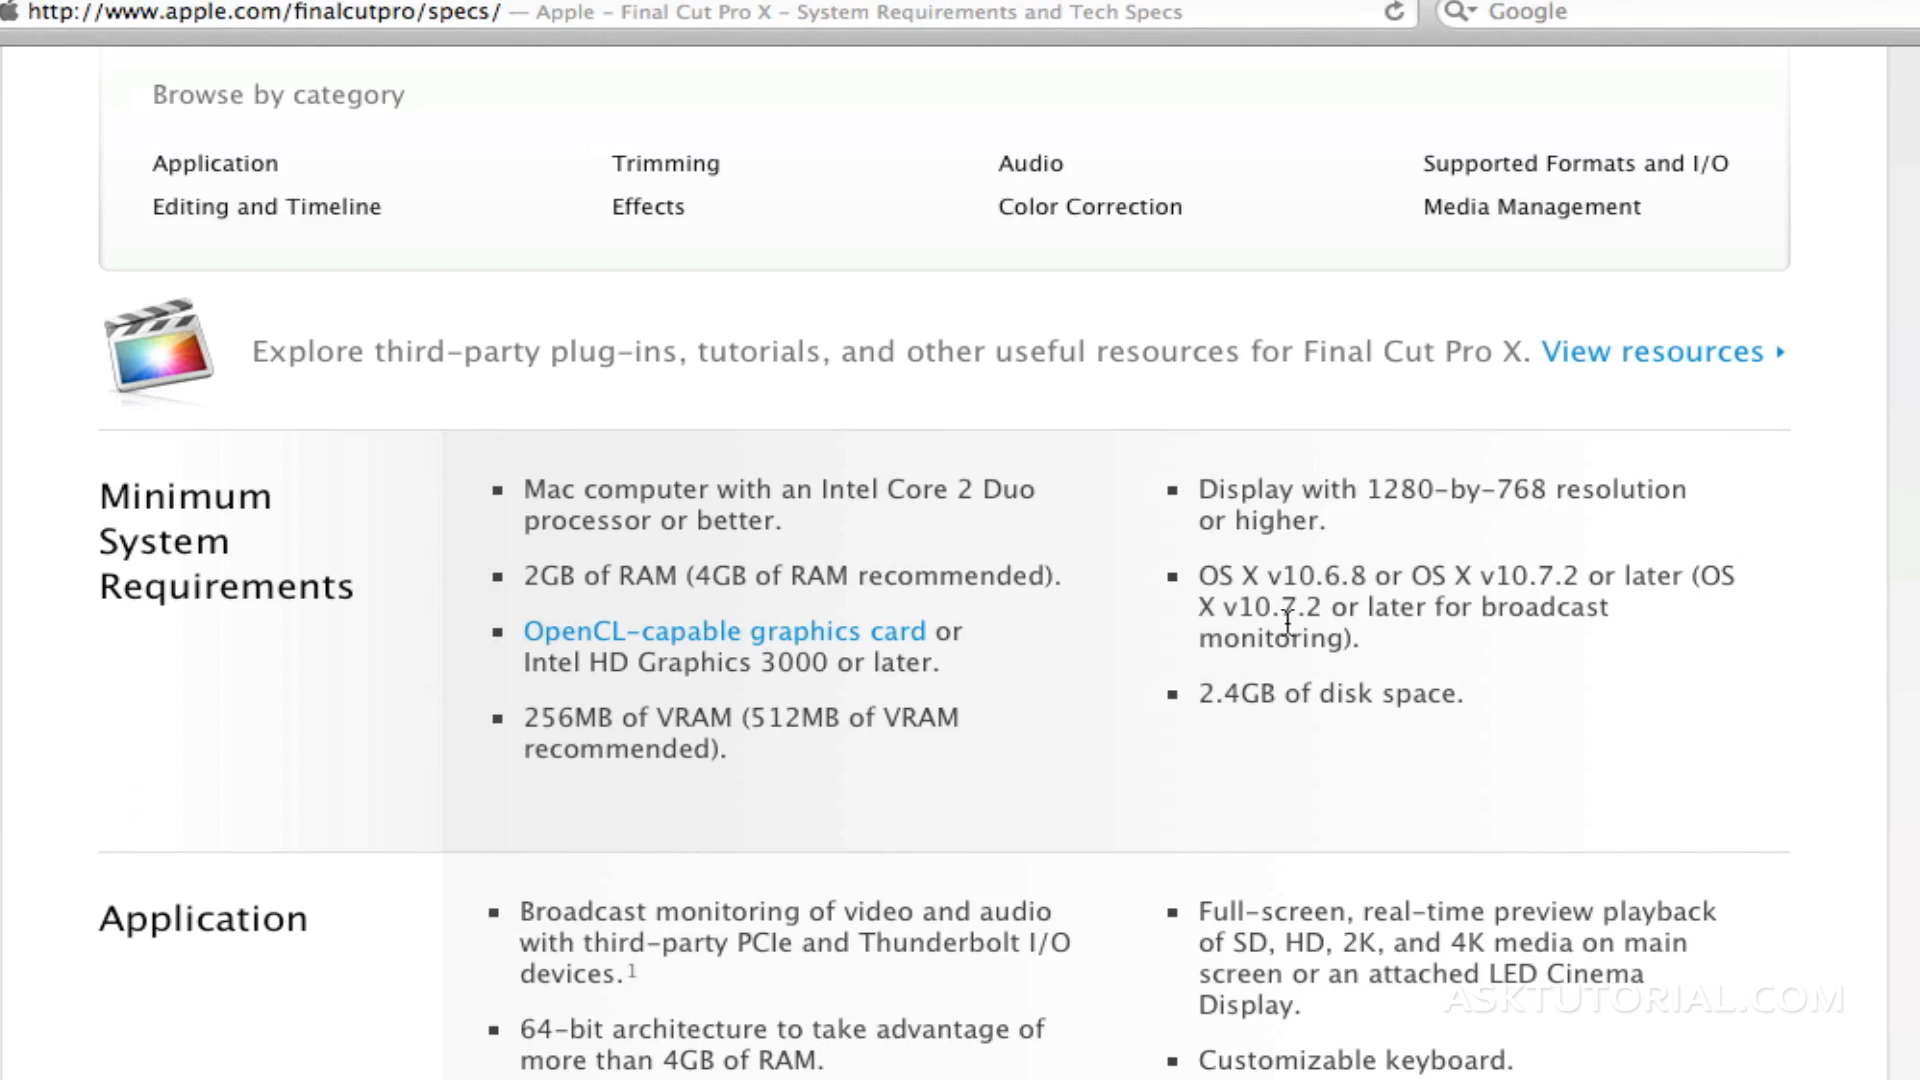 http://www.apple.com/finalcutpro/specs/ — Apple – Final Cut Pro X – System Requirements and Tech Specs
Google
Browse by category
Application
Trimming
Audio
Supported Formats and I/O
Editing and Timeline
Effects
Color Correction
Media Management
Explore third-party plug-ins, tutorials, and other useful resources for Final Cut Pro X. View resources
Minimum
System
Requirements
Mac computer with an Intel Core 2 Duo
processor or better.
2GB of RAM (4GB of RAM recommended).
OpenCL-capable graphics card or
Intel HD Graphics 3000 or later.
256MB of VRAM (512MB of VRAM
recommended).
Display with 1280-by-768 resolution
or higher.
OS X v10.6.8 or OS X v10.7.2 or later (OS
X v10.7.2 or later for broadcast
monitoring).
2.4GB of disk space.
Application
Broadcast monitoring of video and audio
with third-party PCIe and Thunderbolt I/O
devices.1
64-bit architecture to take advantage of
more than 4GB of RAM.
Full-screen, real-time preview playback
of SD, HD, 2K, and 4K media on main
screen or an attached LED Cinema
Display.
Customizable keyboard.
ASKTUTORIAL.COM